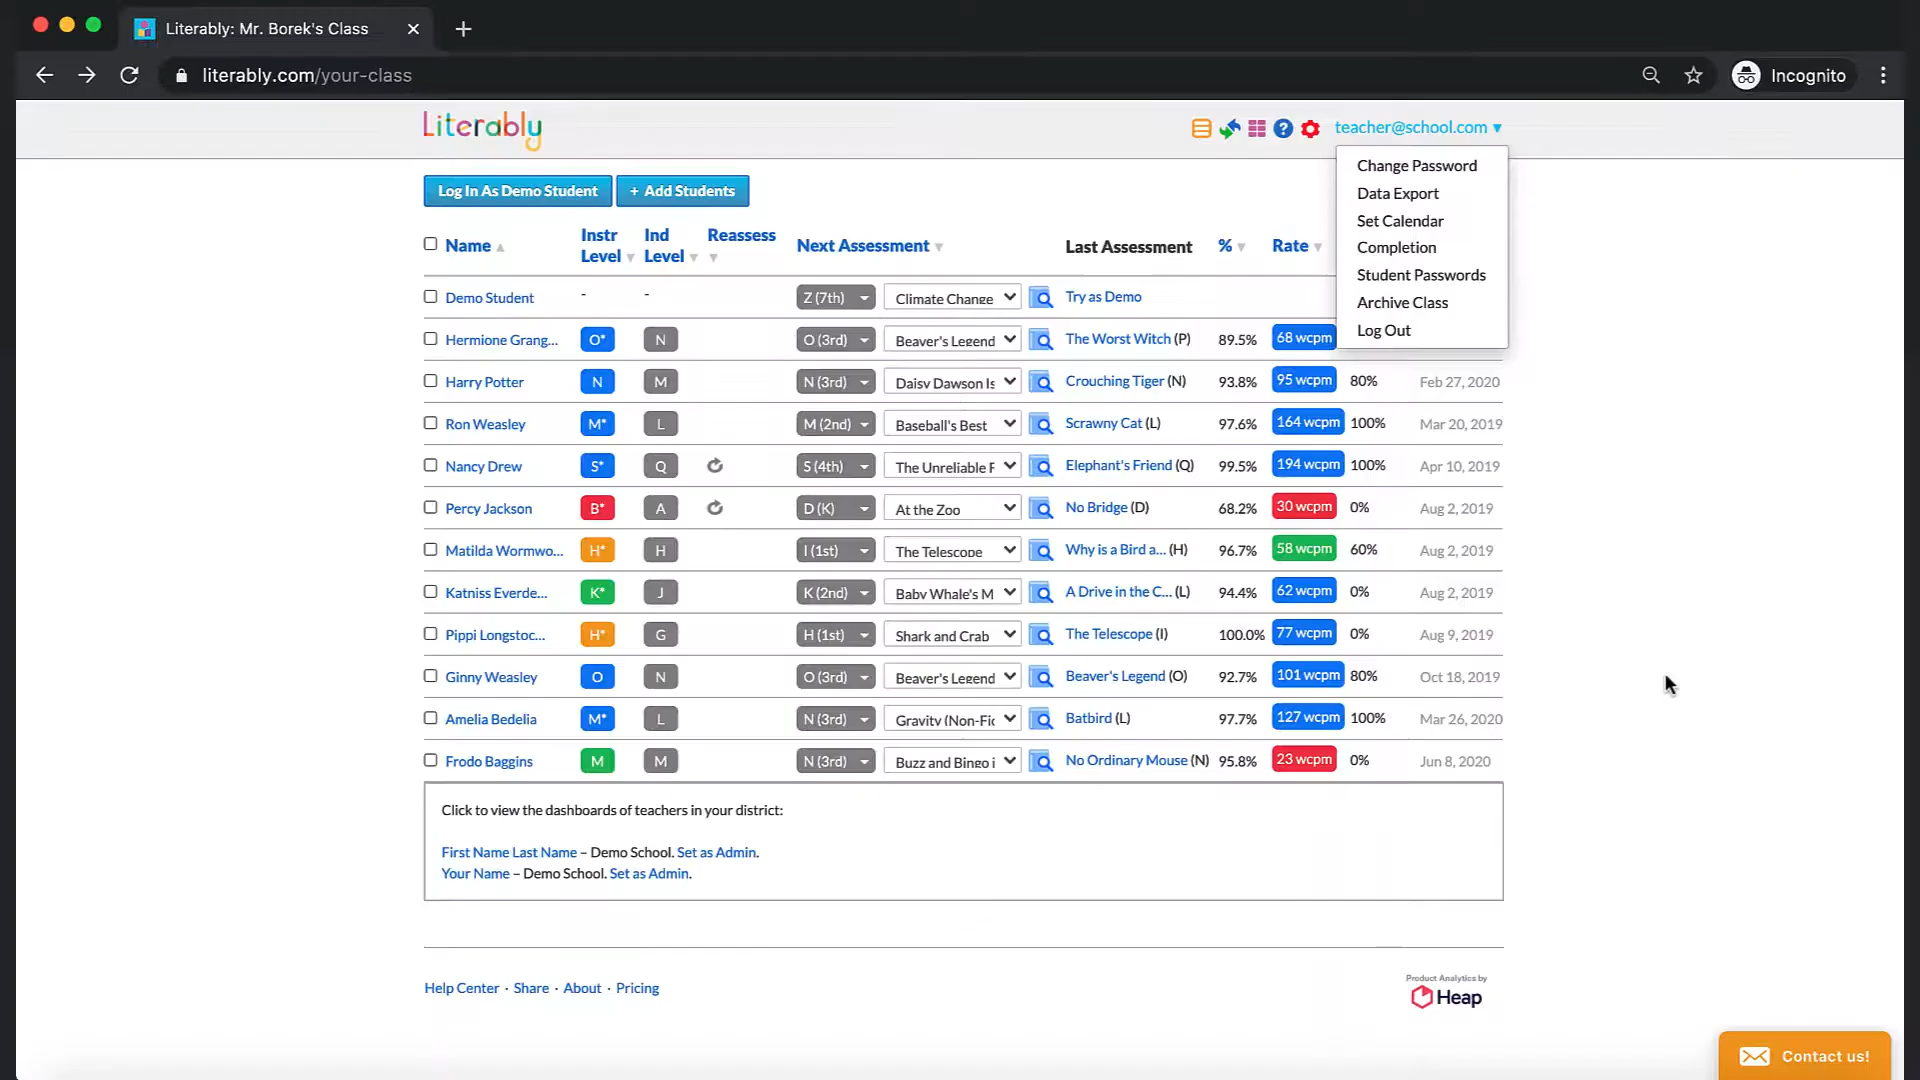 Literably: Mr. Borek's Class
literably.com/your-class
Incognito
Literably
teacher@school.com ▼
Change Password
Data Export
Set Calendar
Completion
Student Passwords
Archive Class
Log Out
Log In As Demo Student
+ Add Students
Name Instr Level Ind Level Reassess Next Assessment Last Assessment % Rate
Demo Student - - Z (7th) Climate Change Try as Demo
Hermione Grang... O* N O (3rd) Beaver's Legend The Worst Witch (P) 89.5% 68 wcpm
Harry Potter N M N (3rd) Daisy Dawson Is Crouching Tiger (N) 93.8% 95 wcpm 80% Feb 27, 2020
Ron Weasley M* L M (2nd) Baseball's Best Scrawny Cat (L) 97.6% 164 wcpm 100% Mar 20, 2019
Nancy Drew S* Q S (4th) The Unreliable Elephant's Friend (Q) 99.5% 194 wcpm 100% Apr 10, 2019
Percy Jackson B* A D (K) At the Zoo No Bridge (D) 68.2% 30 wcpm 0% Aug 2, 2019
Matilda Wormwo... H* H I (1st) The Telescope Why is a Bird a... (H) 96.7% 58 wcpm 60% Aug 2, 2019
Katniss Everde... K* J K (2nd) Baby Whale's M A Drive in the C... (L) 94.4% 62 wcpm 0% Aug 2, 2019
Pippi Longstoc... H* G H (1st) Shark and Crab The Telescope (I) 100.0% 77 wcpm 0% Aug 9, 2019
Ginny Weasley O N O (3rd) Beaver's Legend Beaver's Legend (O) 92.7% 101 wcpm 80% Oct 18, 2019
Amelia Bedelia M* L N (3rd) Gravity (Non-Fic Batbird (L) 97.7% 127 wcpm 100% Mar 26, 2020
Frodo Baggins M M N (3rd) Buzz and Bingo i No Ordinary Mouse (N) 95.8% 23 wcpm 0% Jun 8, 2020
Click to view the dashboards of teachers in your district:
First Name Last Name – Demo School. Set as Admin.
Your Name – Demo School. Set as Admin.
Help Center · Share · About · Pricing
Product Analytics by
Heap
Contact us!